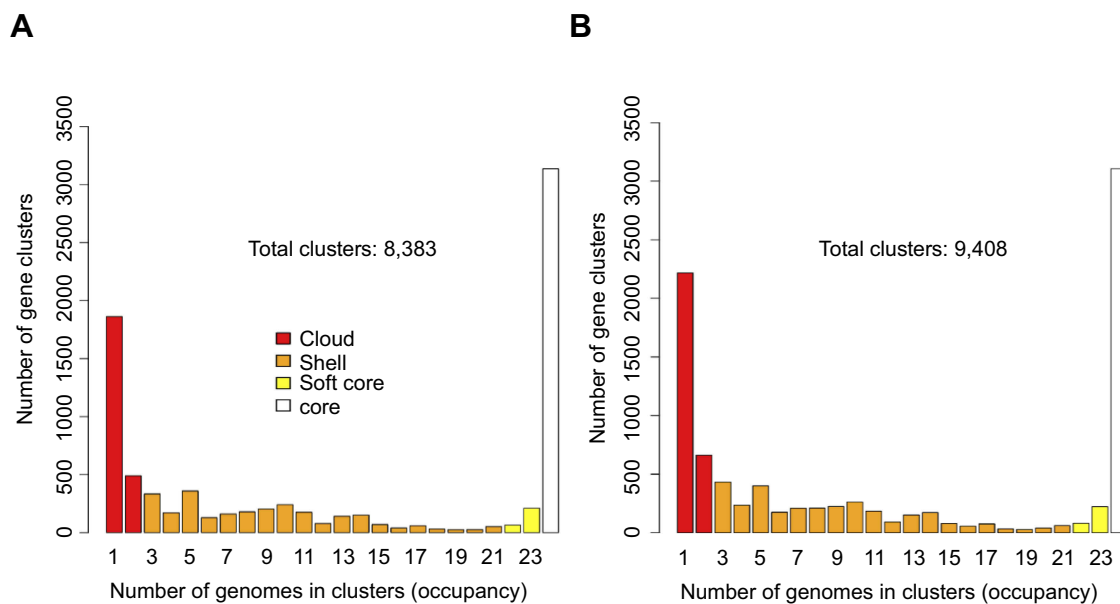 A
B
Number of gene clusters
3500
3000
2500
2000
1500
1000
500
0
Total clusters: 8,383
Cloud
Shell
Soft core
core
1 3 5 7 9 11 13 15 17 19 21 23
Number of genomes in clusters (occupancy)
Number of gene clusters
3500
3000
2500
2000
1500
1000
500
0
Total clusters: 9,408
1 3 5 7 9 11 13 15 17 19 21 23
Number of genomes in clusters (occupancy)